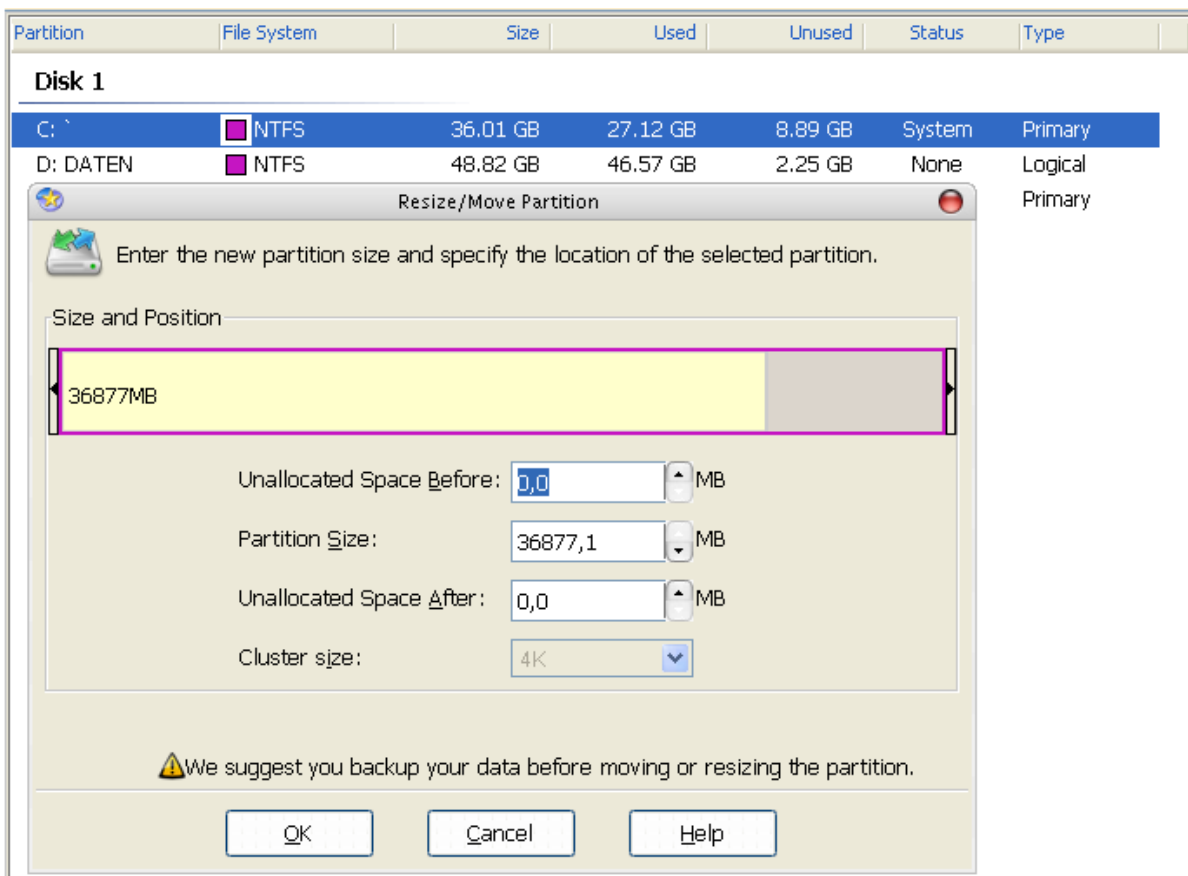 Partition File System Size Used Unused Status Type
Disk 1
C: ` NTFS 36.01 GB 27.12 GB 8.89 GB System Primary
D: DATEN NTFS 48.82 GB 46.57 GB 2.25 GB None Logical
Primary
Resize/Move Partition
Enter the new partition size and specify the location of the selected partition.
Size and Position
36877MB
Unallocated Space Before: 0,0 MB
Partition Size: 36877,1 MB
Unallocated Space After: 0,0 MB
Cluster size: 4K
We suggest you backup your data before moving or resizing the partition.
OK Cancel Help